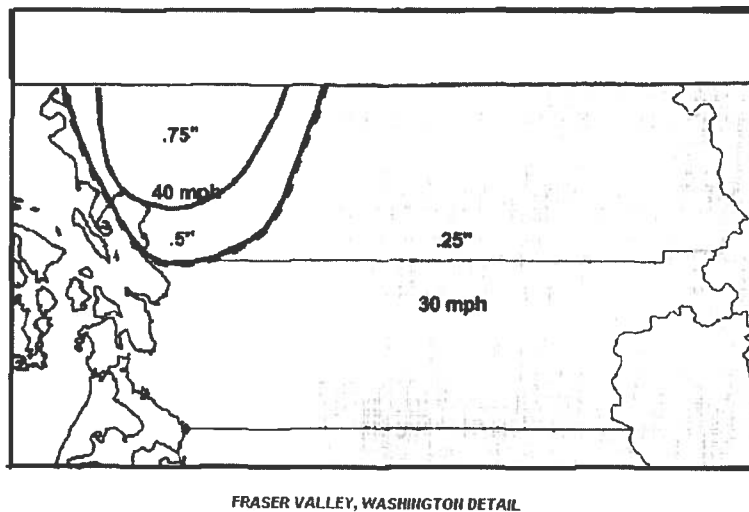 .75"
40 mph
.5"
.25"
30 mph
FRASER VALLEY, WASHINGTON DETAIL